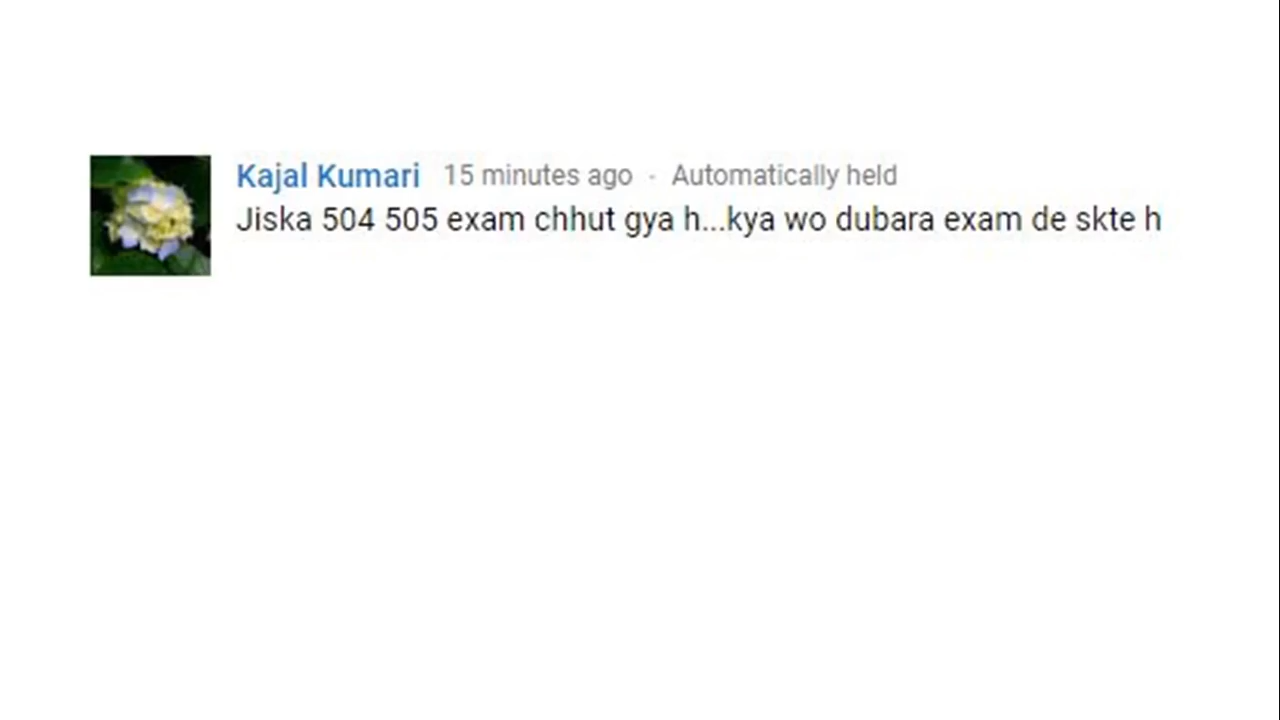 Kajal Kumari 15 minutes ago · Automatically held
Jiska 504 505 exam chhut gya h...kya wo dubara exam de skte h